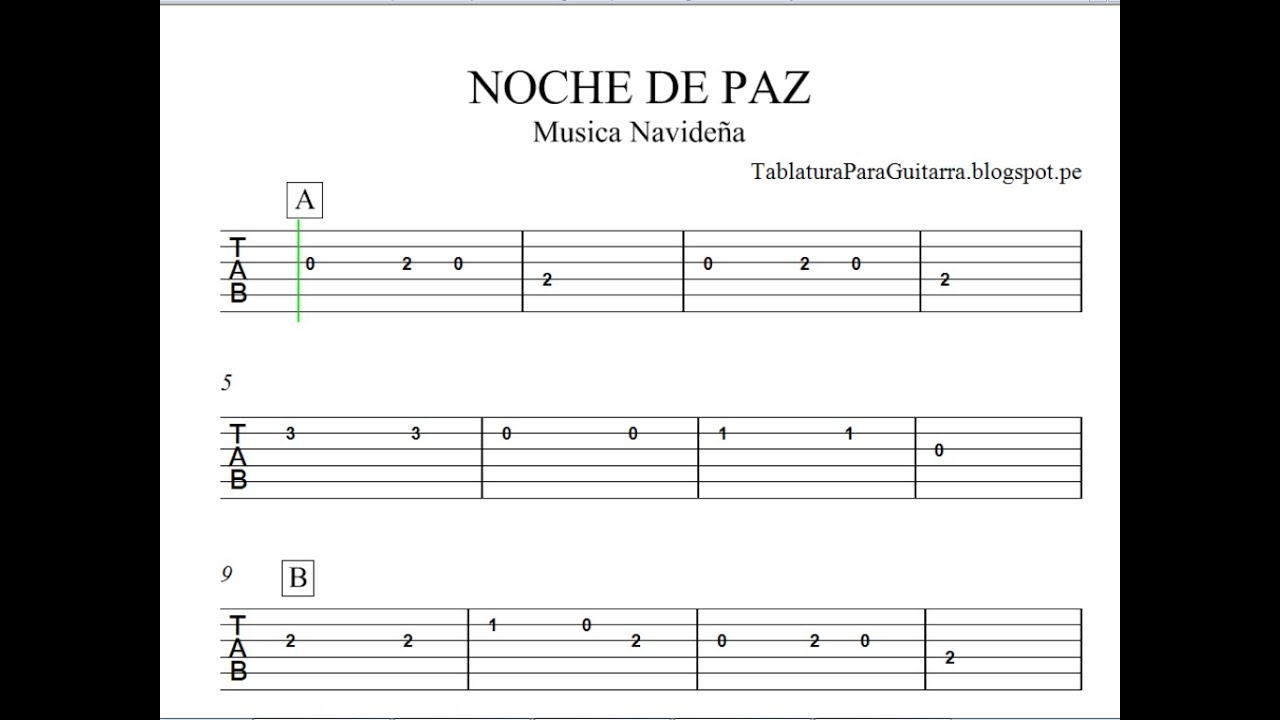 NOCHE DE PAZ
Musica Navideña
TablaturaParaGuitarra.blogspot.pe
A
T
A
B
0 2 0 2 0 2 0 2
5
T
A
B
3 3 0 0 1 1 0
9 B
T
A
B
2 2 1 0 2 0 2 0 2